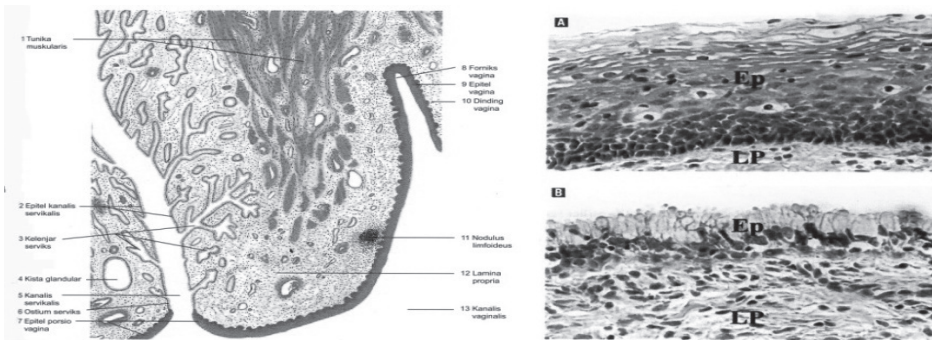 1 Tunika
muskularis
2 Epitel kanalis
servikalis
3 Kelenjar
serviks
4 Kista glandular
5 Kanalis
servikalis
6 Ostium serviks
7 Epitel porsio
vagina
8 Forniks
vagina
9 Epitel
vagina
10 Dinding
vagina
11 Nodulus
limfoideus
12 Lamina
propria
13 Kanalis
vaginalis
A
Ep
LP
B
Ep
LP